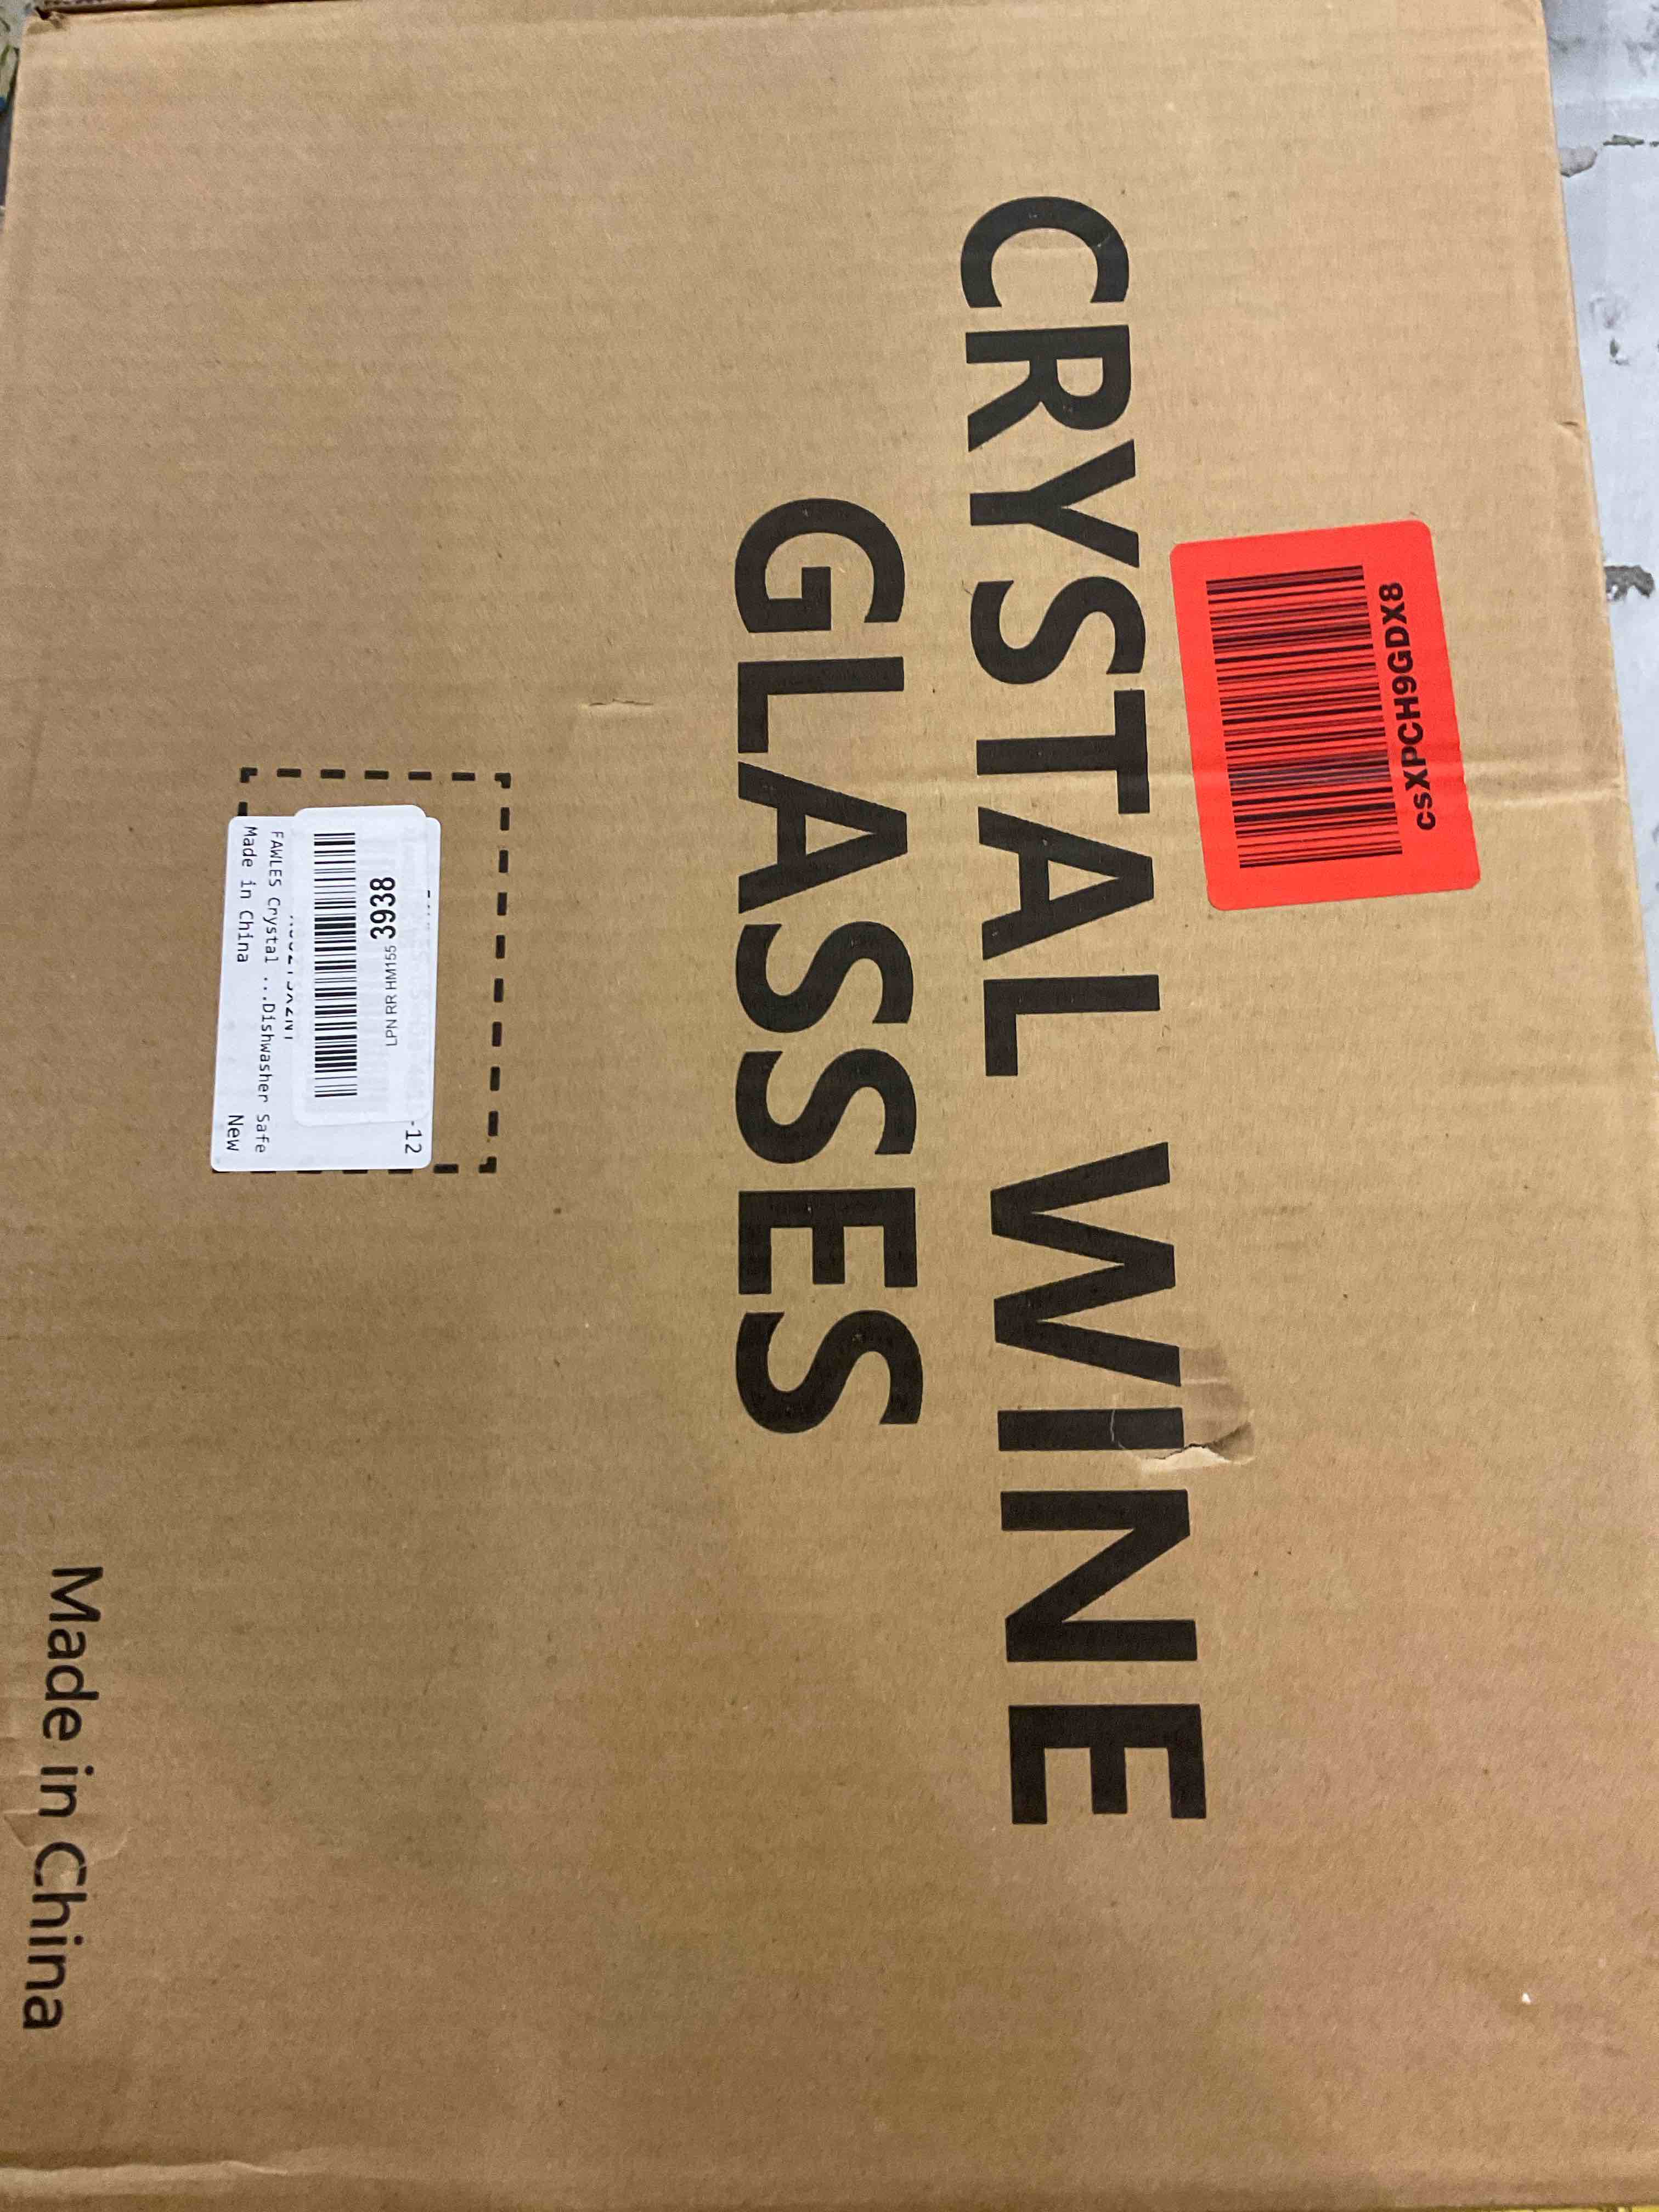 csXPCH9GDX8
CRYSTAL WINE
GLASSES
-12
LPN RR HM155 3938
FAWLES Crystal ...Dishwasher Safe
Made in China
New
Made in China